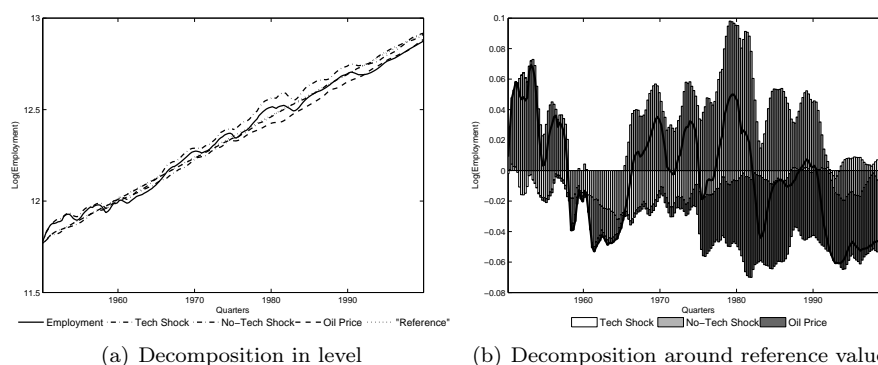 13
12.5
12
11.5
Log(Employment)
1960 1970 1980 1990
Quarters
Employment Tech Shock No-Tech Shock Oil Price "Reference"
(a) Decomposition in level
0.1
0.08
0.06
0.04
0.02
0
−0.02
−0.04
−0.06
−0.08
Log(Employment)
1960 1970 1980 1990
Quarters
Tech Shock No-Tech Shock Oil Price
(b) Decomposition around reference value